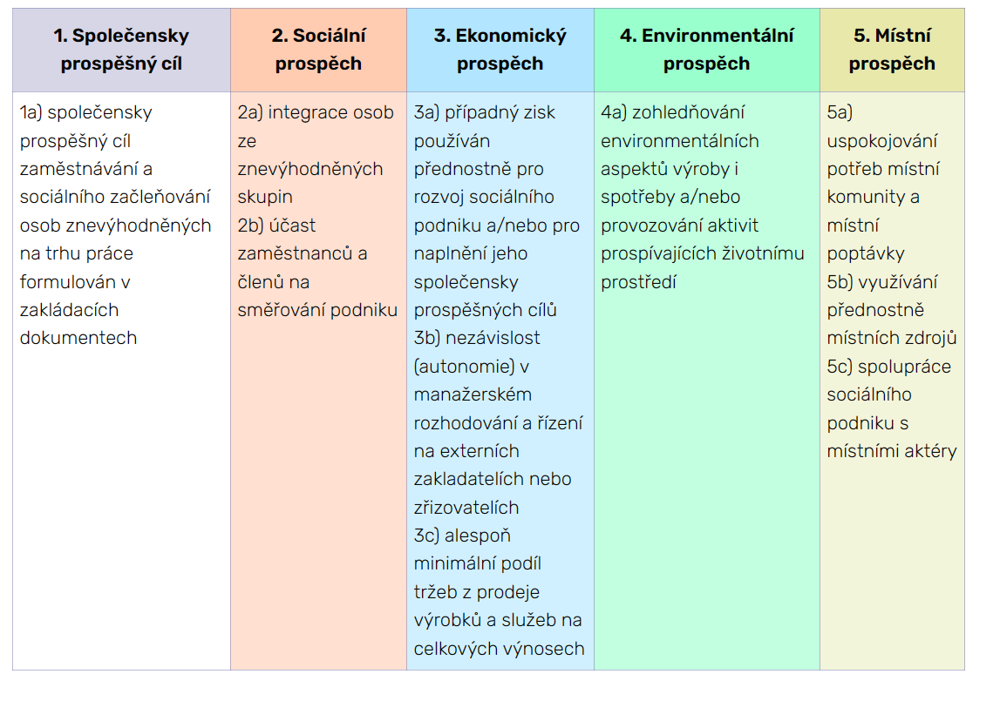 1. Společensky
prospěšný cíl
2. Sociální
prospěch
3. Ekonomický
prospěch
4. Environmentální
prospěch
5. Místní
prospěch
1a) společensky
prospěšný cíl
zaměstnávání a
sociálního začleňování
osob znevýhodněných
na trhu práce
formulován v
zakládacích
dokumentech
2a) integrace osob
ze
znevýhodněných
skupin
2b) účast
zaměstnanců a
členů na
směřování podniku
3a) případný zisk
používán
přednostně pro
rozvoj sociálního
podniku a/nebo pro
naplnění jeho
společensky
prospěšných cílů
3b) nezávislost
(autonomie) v
manažerském
rozhodování a řízení
na externích
zakladatelích nebo
zřizovatelích
3c) alespoň
minimální podíl
tržeb z prodeje
výrobků a služeb na
celkových výnosech
4a) zohledňování
environmentálních
aspektů výroby i
spotřeby a/nebo
provozování aktivit
prospívajících životnímu
prostředí
5a)
uspokojování
potřeb místní
komunity a
místní
poptávky
5b) využívání
přednostně
místních zdrojů
5c) spolupráce
sociálního
podniku s
místními aktéry